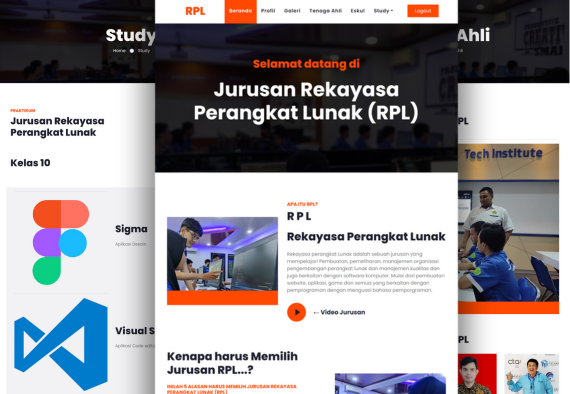 Study
Home
Study
PRAKTIKUM
Jurusan Rekayasa
Perangkat Lunak
Kelas 10
Sigma
Aplikasi Desain
Visual S
Aplikasi Code edito
RPL
Beranda
Profil
Galeri
Tenaga Ahli
Eskul
Study
Logout
Selamat datang di
Jurusan Rekayasa
Perangkat Lunak (RPL)
APA ITU RPL?
R P L
Rekayasa Perangkat Lunak
Rekayasa perangkat Lunak adalah sebuah jurusan yang
mempelajari Pembuatan, pemeliharan, manajemen organisasi
pengembangan perangkat lunak dan manajemen kualitas dan
juga berkaitan dengan software komputer. Mulai dari pembuatan
website, aplikasi, game dan semua yang berkaitan dengan
pemprograman dengan menguasi bahasa pemporgraman.
Video Jurusan
Kenapa harus Memilih
Jurusan RPL...?
INILAH 5 ALASAN HARUS MEMILIH JURUSAN REKAYASA
PERANGKAT LUNAK (RPL)
Ahli
CREATE
PL
Tech Institute
PL